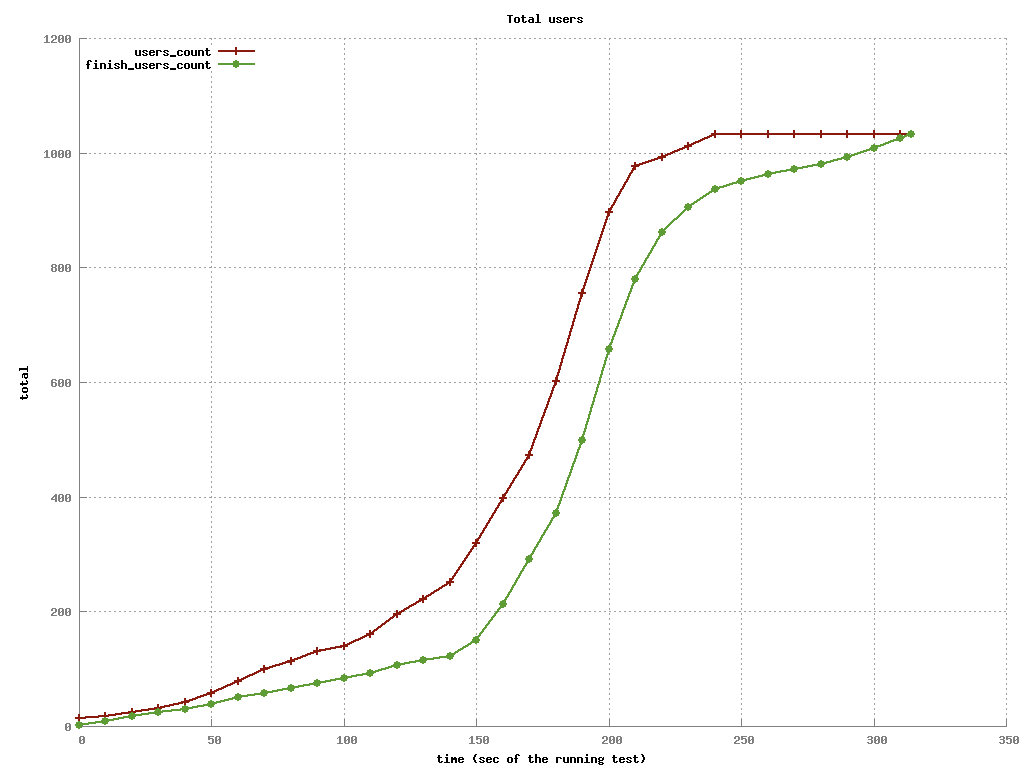 Total users
1200
users_count
finish_users_count
1000
800
total
600
400
200
0
0 50 100 150 200 250 300 350
time (sec of the running test)